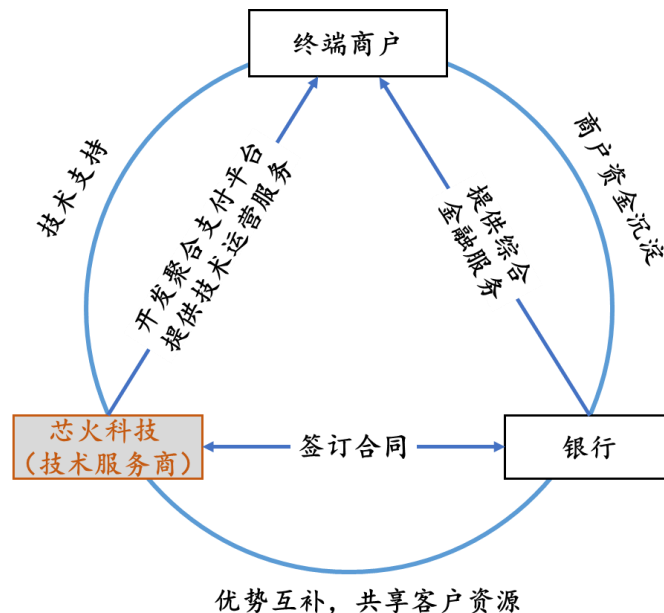 终端商户
技术支持
开发聚合支付平台
提供技术运营服务
提供综合
金融服务
商户资金沉淀
芯火科技
（技术服务商）
签订合同
银行
优势互补，共享客户资源